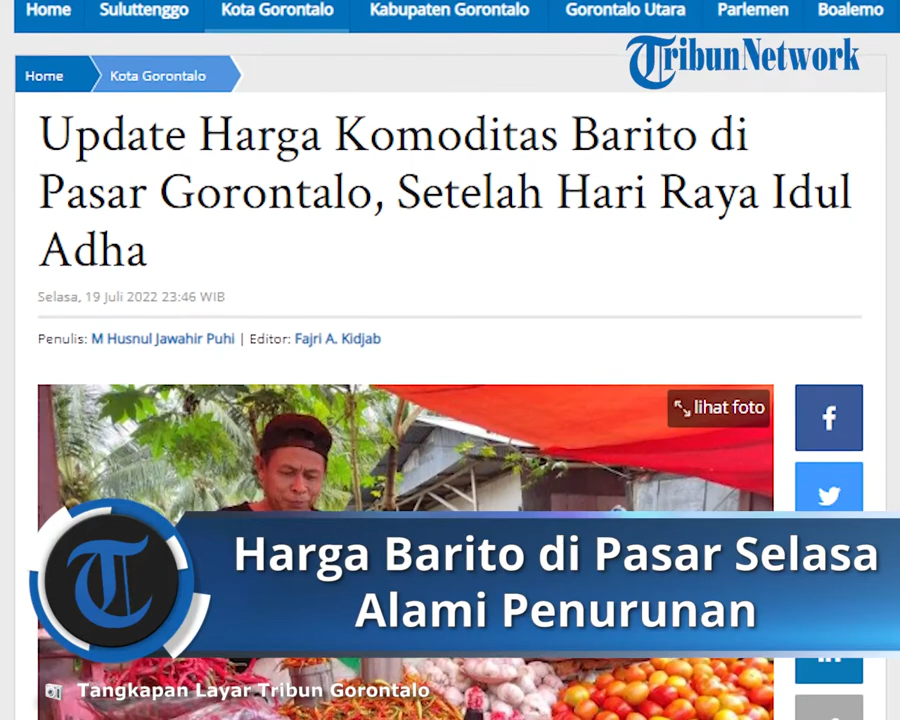 Home Suluttenggo Kota Gorontalo Kabupaten Gorontalo Gorontalo Utara Parlemen Boalemo
TribunNetwork
Home Kota Gorontalo
Update Harga Komoditas Barito di
Pasar Gorontalo, Setelah Hari Raya Idul
Adha
Selasa, 19 Juli 2022 23:46 WIB
Penulis: M Husnul Jawahir Puhi | Editor: Fajri A. Kidjab
lihat foto
Harga Barito di Pasar Selasa
Alami Penurunan
Tangkapan Layar Tribun Gorontalo